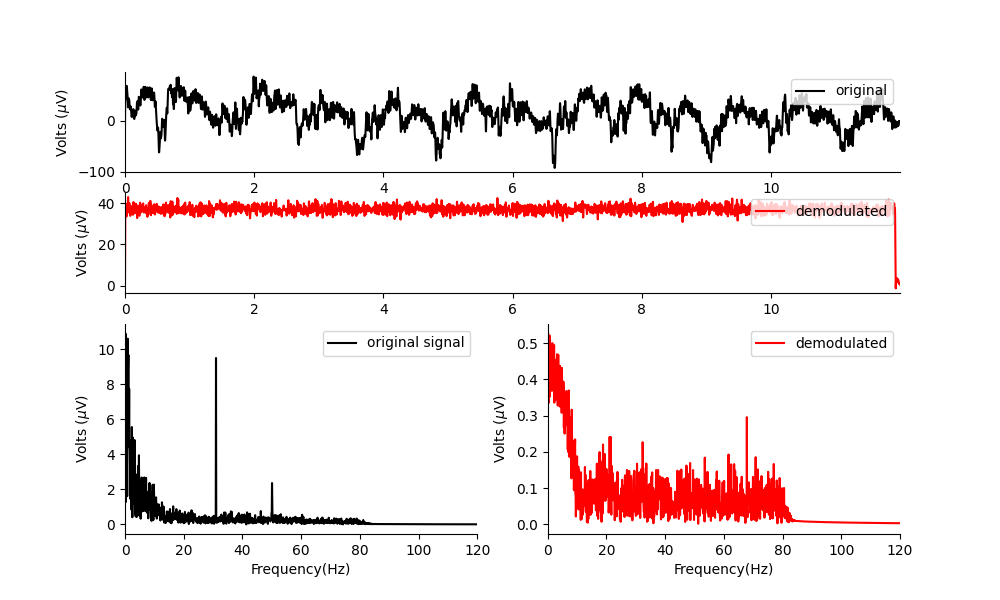 Volts (μV)
0
−100
original
0 2 4 6 8 10
Volts (μV)
40
20
0
demodulated
0 2 4 6 8 10
Volts (μV)
10
8
6
4
2
0
original signal
0 20 40 60 80 100 120
Frequency(Hz)
Volts (μV)
0.5
0.4
0.3
0.2
0.1
0.0
demodulated
0 20 40 60 80 100 120
Frequency(Hz)